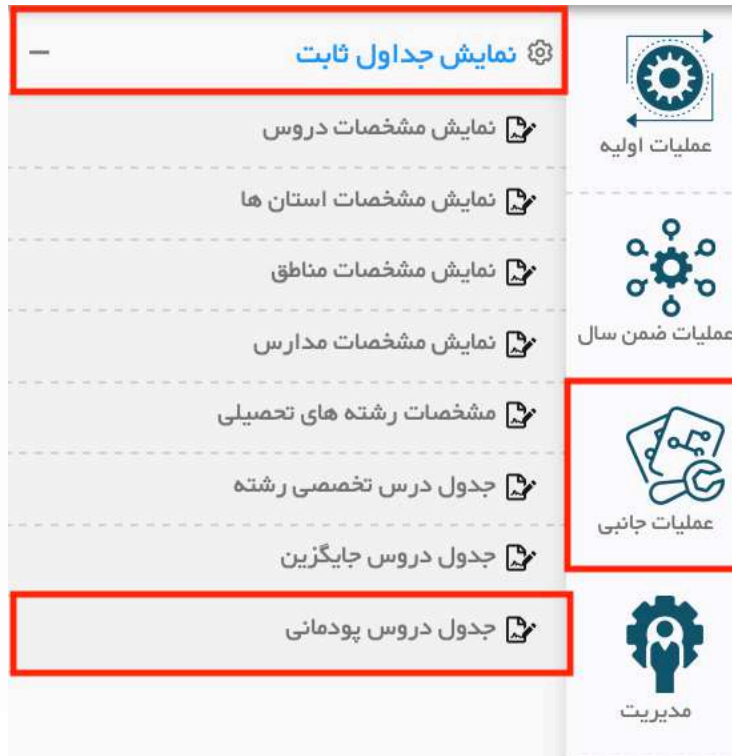 نمایش جداول ثابت
نمایش مشخصات دروس
نمایش مشخصات استان ها
نمایش مشخصات مناطق
نمایش مشخصات مدارس
مشخصات رشته های تحصیلی
جدول درس تخصصی رشته
جدول دروس جایگزین
جدول دروس پودمانی
عملیات اولیه
عملیات ضمن سال
عملیات جانبی
مدیریت